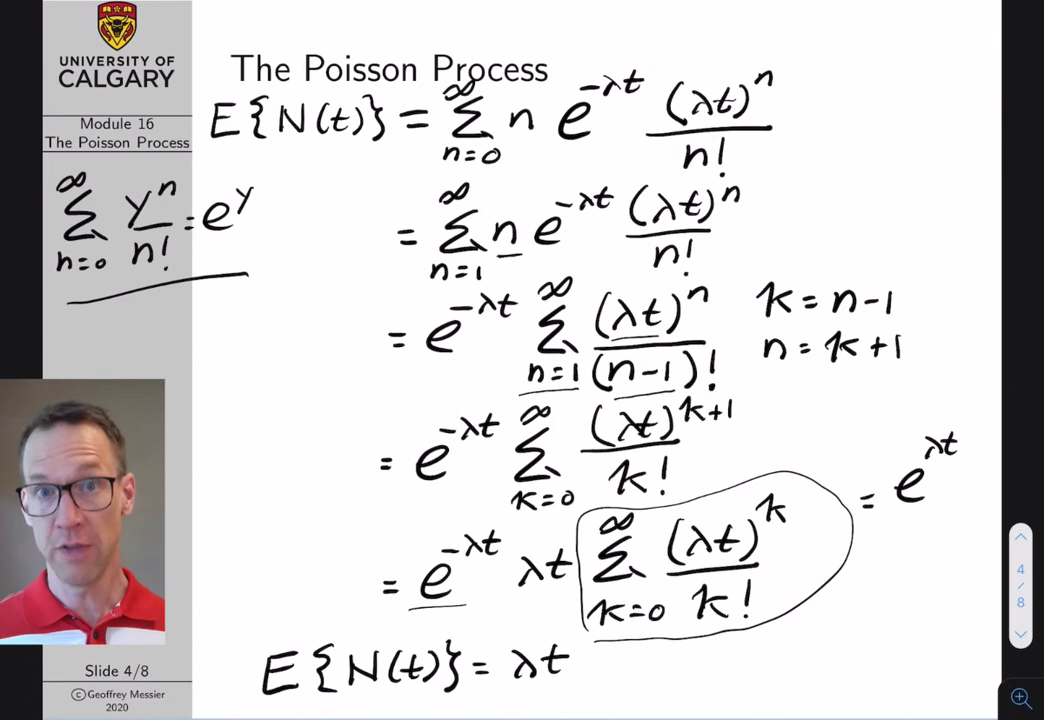 UNIVERSITY OF
CALGARY
Module 16
The Poisson Process
The Poisson Process
E{N(t)} = ∑_{n=0}^{∞} n e^{-λt} (λt)^n / n!
∑_{n=0}^{∞} y^n / n! = e^y
= ∑_{n=1}^{∞} n e^{-λt} (λt)^n / n!
= e^{-λt} ∑_{n=1}^{∞} (λt)^n / (n-1)!
k = n-1
n = k+1
= e^{-λt} ∑_{k=0}^{∞} (λt)^{k+1} / k!
= e^{-λt} λt ∑_{k=0}^{∞} (λt)^k / k! = e^{λt}
E{N(t)} = λt
Slide 4/8
© Geoffrey Messier
2020
4
/
8